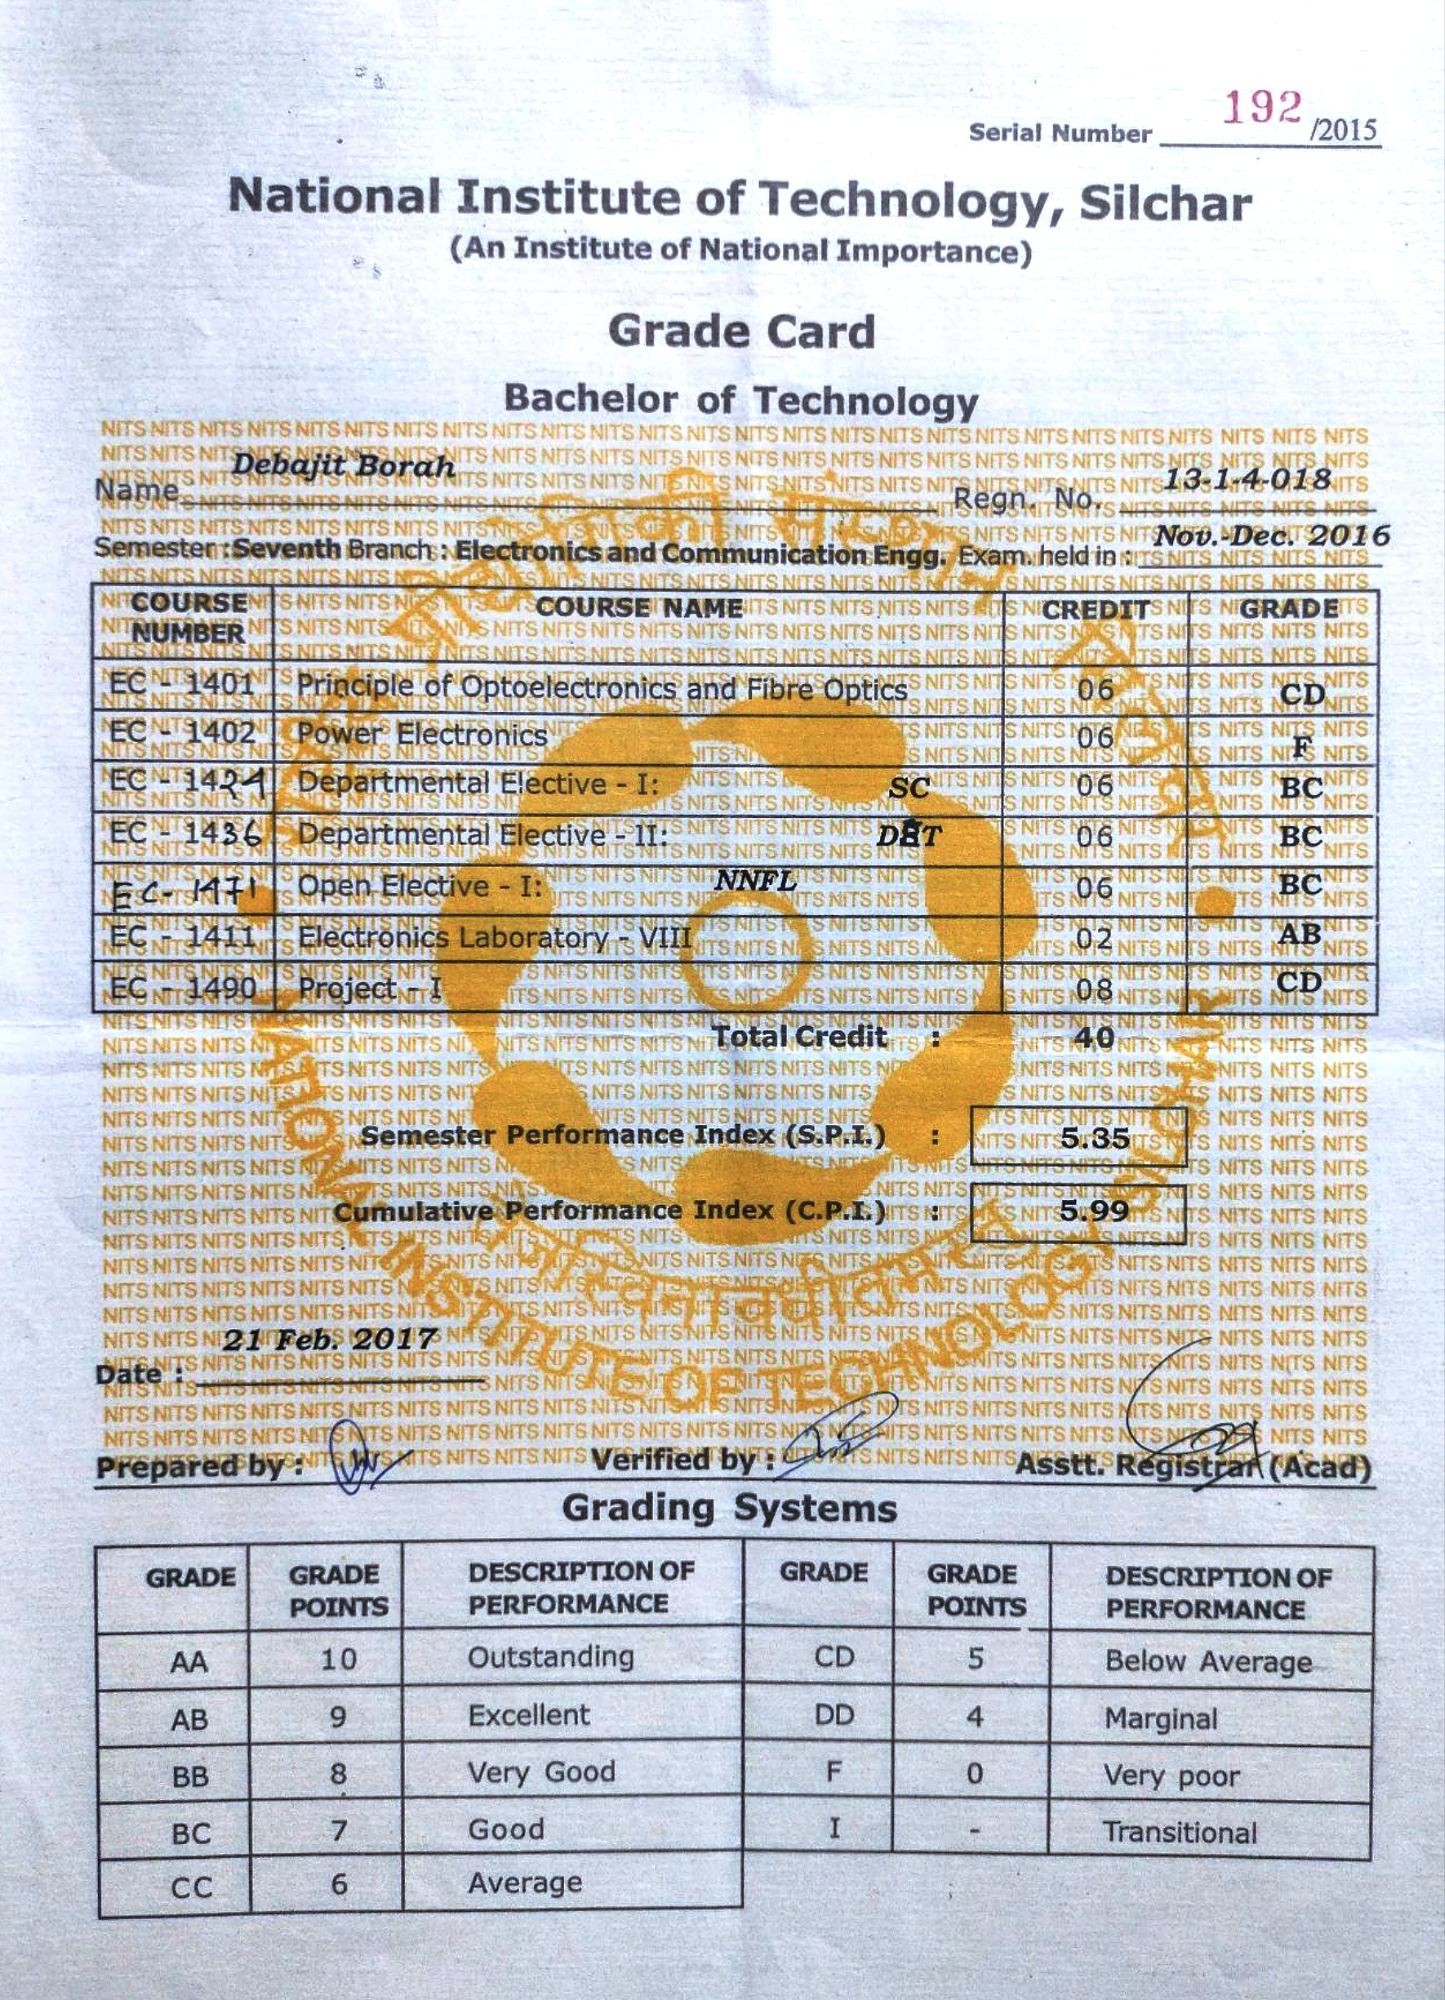 Serial Number 192 /2015
National Institute of Technology, Silchar
(An Institute of National Importance)
Grade Card
Bachelor of Technology
Name Debajit Borah Regn. No. 13-1-4-018
Semester : Seventh Branch : Electronics and Communication Engg. Exam. held in : Nov.-Dec. 2016
COURSE NUMBER COURSE NAME CREDIT GRADE
EC - 1401 Principle of Optoelectronics and Fibre Optics 06 CD
EC - 1402 Power Electronics 06 F
EC - Departmental Elective - I: SC 06 BC
EC - 1436 Departmental Elective - II: 06 BC
EC - 1471 Open Elective - I: NNFL 06 BC
EC - 1411 Electronics Laboratory - VIII 02 AB
EC - 1490 Project - I 08 CD
Total Credit : 40
Semester Performance Index (S.P.I.) : 5.35
Cumulative Performance Index (C.P.I.) : 5.99
NATIONAL INSTITUTE OF TECHNOLOGY SILCHAR
Date : 21 Feb. 2017
Prepared by : Verified by : Asstt. Registrar (Acad)
Grading Systems
GRADE GRADE POINTS DESCRIPTION OF PERFORMANCE GRADE GRADE POINTS DESCRIPTION OF PERFORMANCE
AA 10 Outstanding CD 5 Below Average
AB 9 Excellent DD 4 Marginal
BB 8 Very Good F 0 Very poor
BC 7 Good I - Transitional
CC 6 Average